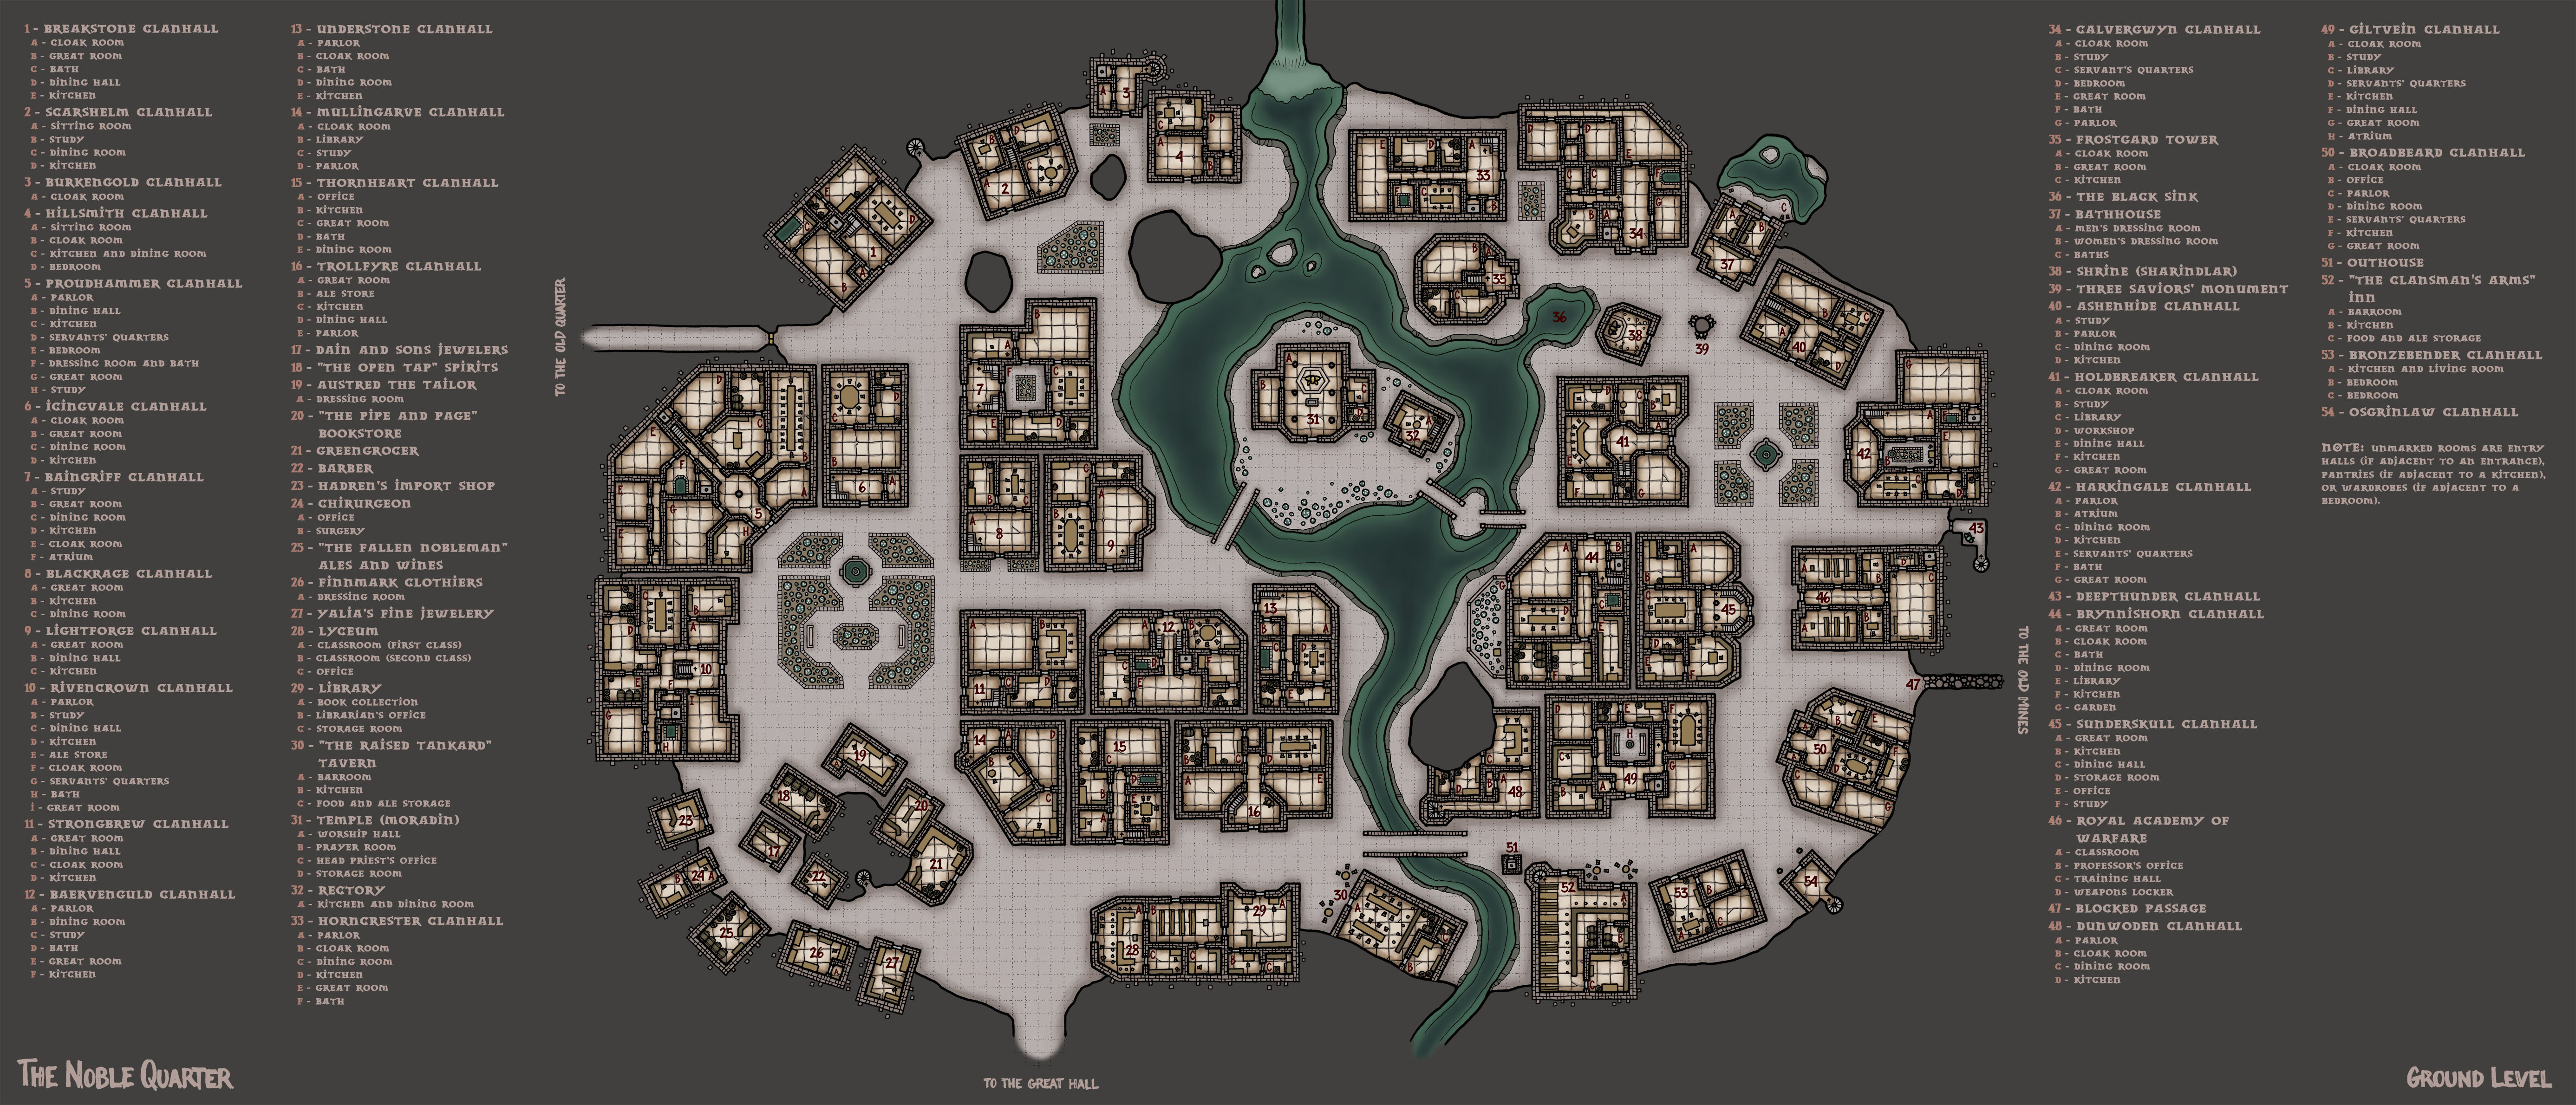 1 - BREAKSTONE CLANHALL
A - CLOAK ROOM
B - GREAT ROOM
C - BATH
D - DINING HALL
E - KITCHEN
2 - SCARSHELM CLANHALL
A - SITTING ROOM
B - STUDY
C - DINING ROOM
D - KITCHEN
3 - BURKENGOLD CLANHALL
A - CLOAK ROOM
4 - HILLSMITH CLANHALL
A - SITTING ROOM
B - CLOAK ROOM
C - KITCHEN AND DINING ROOM
D - BEDROOM
5 - PROUDHAMMER CLANHALL
A - PARLOR
B - DINING HALL
C - KITCHEN
D - SERVANTS' QUARTERS
E - BEDROOM
F - DRESSING ROOM AND BATH
G - GREAT ROOM
H - STUDY
6 - ICINGVALE CLANHALL
A - CLOAK ROOM
B - GREAT ROOM
C - DINING ROOM
D - KITCHEN
7 - BAINGRIFF CLANHALL
A - STUDY
B - GREAT ROOM
C - DINING ROOM
D - KITCHEN
E - CLOAK ROOM
F - ATRIUM
8 - BLACKRAGE CLANHALL
A - GREAT ROOM
B - KITCHEN
C - DINING ROOM
9 - LIGHTFORGE CLANHALL
A - GREAT ROOM
B - DINING HALL
C - KITCHEN
10 - RIVENCROWN CLANHALL
A - PARLOR
B - STUDY
C - DINING HALL
D - KITCHEN
E - ALE STORE
F - CLOAK ROOM
G - SERVANTS' QUARTERS
H - BATH
I - GREAT ROOM
11 - STRONGBREW CLANHALL
A - GREAT ROOM
B - DINING HALL
C - CLOAK ROOM
D - KITCHEN
12 - BAERVENGULD CLANHALL
A - PARLOR
B - DINING ROOM
C - STUDY
D - BATH
E - GREAT ROOM
F - KITCHEN
13 - UNDERSTONE CLANHALL
A - PARLOR
B - CLOAK ROOM
C - BATH
D - DINING ROOM
E - KITCHEN
14 - MULLINGARVE CLANHALL
A - CLOAK ROOM
B - LIBRARY
C - STUDY
D - PARLOR
15 - THORNHEART CLANHALL
A - OFFICE
B - KITCHEN
C - GREAT ROOM
D - BATH
E - DINING ROOM
16 - TROLLFYRE CLANHALL
A - GREAT ROOM
B - ALE STORE
C - KITCHEN
D - DINING HALL
E - PARLOR
17 - DAIN AND SONS JEWELERS
18 - "THE OPEN TAP" SPIRITS
19 - AUSTRED THE TAILOR
A - DRESSING ROOM
20 - "THE PIPE AND PAGE"
BOOKSTORE
21 - GREENGROCER
22 - BARBER
23 - HADREN'S IMPORT SHOP
24 - CHIRURGEON
A - OFFICE
B - SURGERY
25 - "THE FALLEN NOBLEMAN"
ALES AND WINES
26 - FINNMARK CLOTHIERS
A - DRESSING ROOM
27 - YALIA'S FINE JEWELERY
28 - LYCEUM
A - CLASSROOM (FIRST CLASS)
B - CLASSROOM (SECOND CLASS)
C - OFFICE
29 - LIBRARY
A - BOOK COLLECTION
B - LIBRARIAN'S OFFICE
C - STORAGE ROOM
30 - "THE RAISED TANKARD"
TAVERN
A - BARROOM
B - KITCHEN
C - FOOD AND ALE STORAGE
31 - TEMPLE (MORADIN)
A - WORSHIP HALL
B - PRAYER ROOM
C - HEAD PRIEST'S OFFICE
D - STORAGE ROOM
32 - RECTORY
A - KITCHEN AND DINING ROOM
33 - HORNCRESTER CLANHALL
A - PARLOR
B - CLOAK ROOM
C - DINING ROOM
D - KITCHEN
E - GREAT ROOM
F - BATH
TO THE OLD QUARTER
TO THE GREAT HALL
TO THE OLD MINES
34 - CALVERGWYN CLANHALL
A - CLOAK ROOM
B - STUDY
C - SERVANT'S QUARTERS
D - BEDROOM
E - GREAT ROOM
F - BATH
G - PARLOR
35 - FROSTGARD TOWER
A - CLOAK ROOM
B - GREAT ROOM
C - KITCHEN
36 - THE BLACK SINK
37 - BATHHOUSE
A - MEN'S DRESSING ROOM
B - WOMEN'S DRESSING ROOM
C - BATHS
38 - SHRINE (SHARINDLAR)
39 - THREE SAVIORS' MONUMENT
40 - ASHENHIDE CLANHALL
A - STUDY
B - PARLOR
C - DINING ROOM
D - KITCHEN
41 - HOLDBREAKER CLANHALL
A - CLOAK ROOM
B - STUDY
C - LIBRARY
D - WORKSHOP
E - DINING HALL
F - KITCHEN
G - GREAT ROOM
42 - HARKINGALE CLANHALL
A - PARLOR
B - ATRIUM
C - DINING ROOM
D - KITCHEN
E - SERVANTS' QUARTERS
F - BATH
G - GREAT ROOM
43 - DEEPTHUNDER CLANHALL
44 - BRYNNISHORN CLANHALL
A - GREAT ROOM
B - CLOAK ROOM
C - BATH
D - DINING ROOM
E - LIBRARY
F - KITCHEN
G - GARDEN
45 - SUNDERSKULL CLANHALL
A - GREAT ROOM
B - KITCHEN
C - DINING HALL
D - STORAGE ROOM
E - OFFICE
F - STUDY
46 - ROYAL ACADEMY OF
WARFARE
A - CLASSROOM
B - PROFESSOR'S OFFICE
C - TRAINING HALL
D - WEAPONS LOCKER
47 - BLOCKED PASSAGE
48 - DUNWODEN CLANHALL
A - PARLOR
B - CLOAK ROOM
C - DINING ROOM
D - KITCHEN
49 - GILTVEIN CLANHALL
A - CLOAK ROOM
B - STUDY
C - LIBRARY
D - SERVANTS' QUARTERS
E - KITCHEN
F - DINING HALL
G - GREAT ROOM
H - ATRIUM
50 - BROADBEARD CLANHALL
A - CLOAK ROOM
B - OFFICE
C - PARLOR
D - DINING ROOM
E - SERVANTS' QUARTERS
F - KITCHEN
G - GREAT ROOM
51 - OUTHOUSE
52 - "THE CLANSMAN'S ARMS"
INN
A - BARROOM
B - KITCHEN
C - FOOD AND ALE STORAGE
53 - BRONZEBENDER CLANHALL
A - KITCHEN AND LIVING ROOM
B - BEDROOM
C - BEDROOM
54 - OSGRINLAW CLANHALL
NOTE: UNMARKED ROOMS ARE ENTRY
HALLS (IF ADJACENT TO AN ENTRANCE),
PANTRIES (IF ADJACENT TO A KITCHEN),
OR WARDROBES (IF ADJACENT TO A
BEDROOM).
THE NOBLE QUARTER
GROUND LEVEL